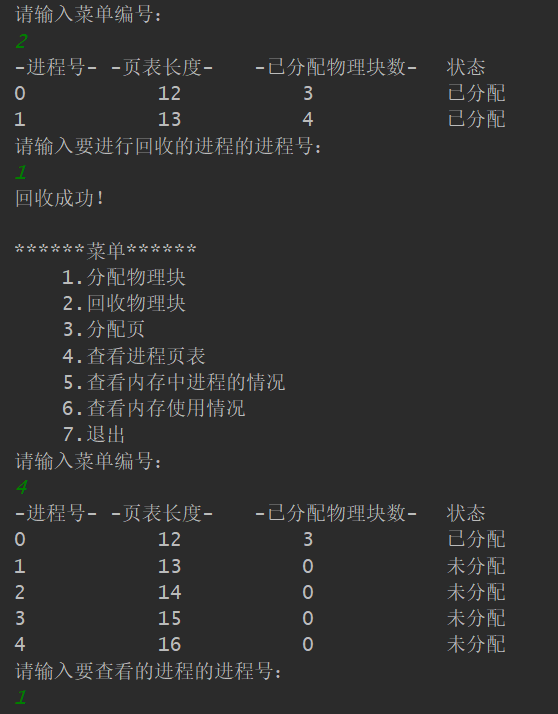 请输入菜单编号:
2
-进程号- -页表长度- -已分配物理块数- 状态
0 12 3 已分配
1 13 4 已分配
请输入要进行回收的进程的进程号:
1
回收成功!
******菜单******
1.分配物理块
2.回收物理块
3.分配页
4.查看进程页表
5.查看内存中进程的情况
6.查看内存使用情况
7.退出
请输入菜单编号:
4
-进程号- -页表长度- -已分配物理块数- 状态
0 12 3 已分配
1 13 0 未分配
2 14 0 未分配
3 15 0 未分配
4 16 0 未分配
请输入要查看的进程的进程号:
1